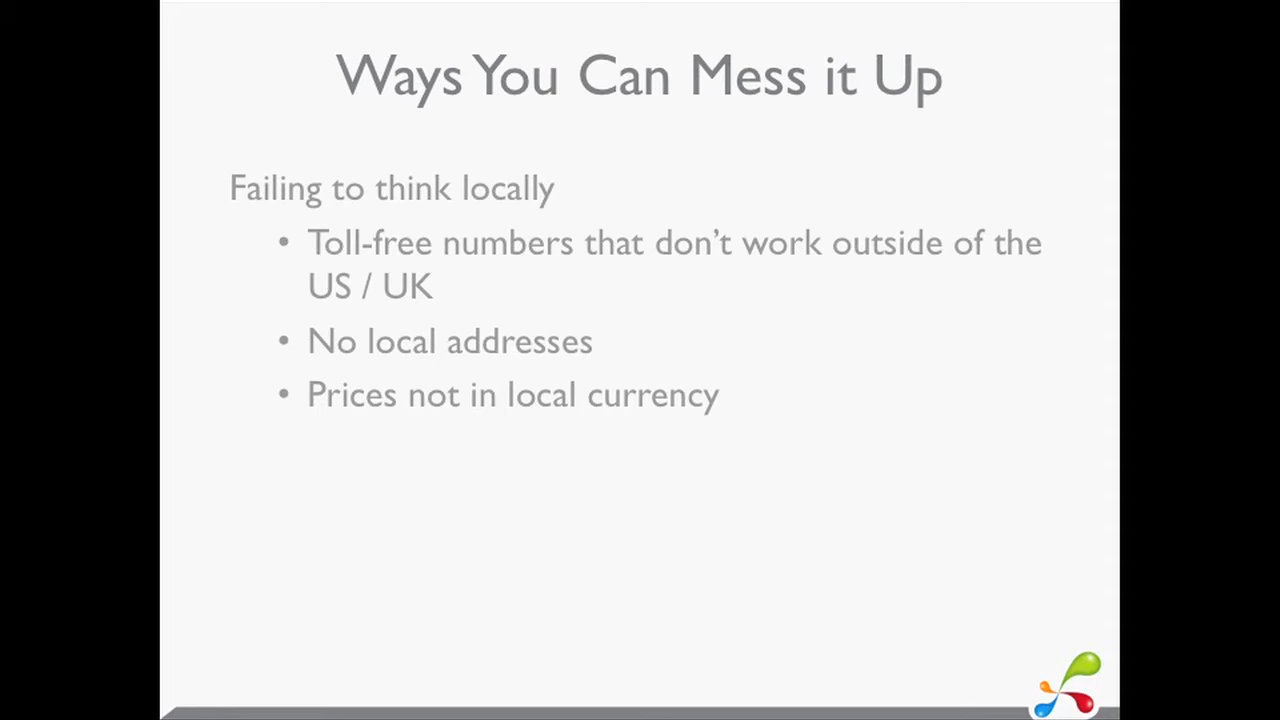 Ways You Can Mess it Up
Failing to think locally
• Toll-free numbers that don’t work outside of the
US / UK
• No local addresses
• Prices not in local currency